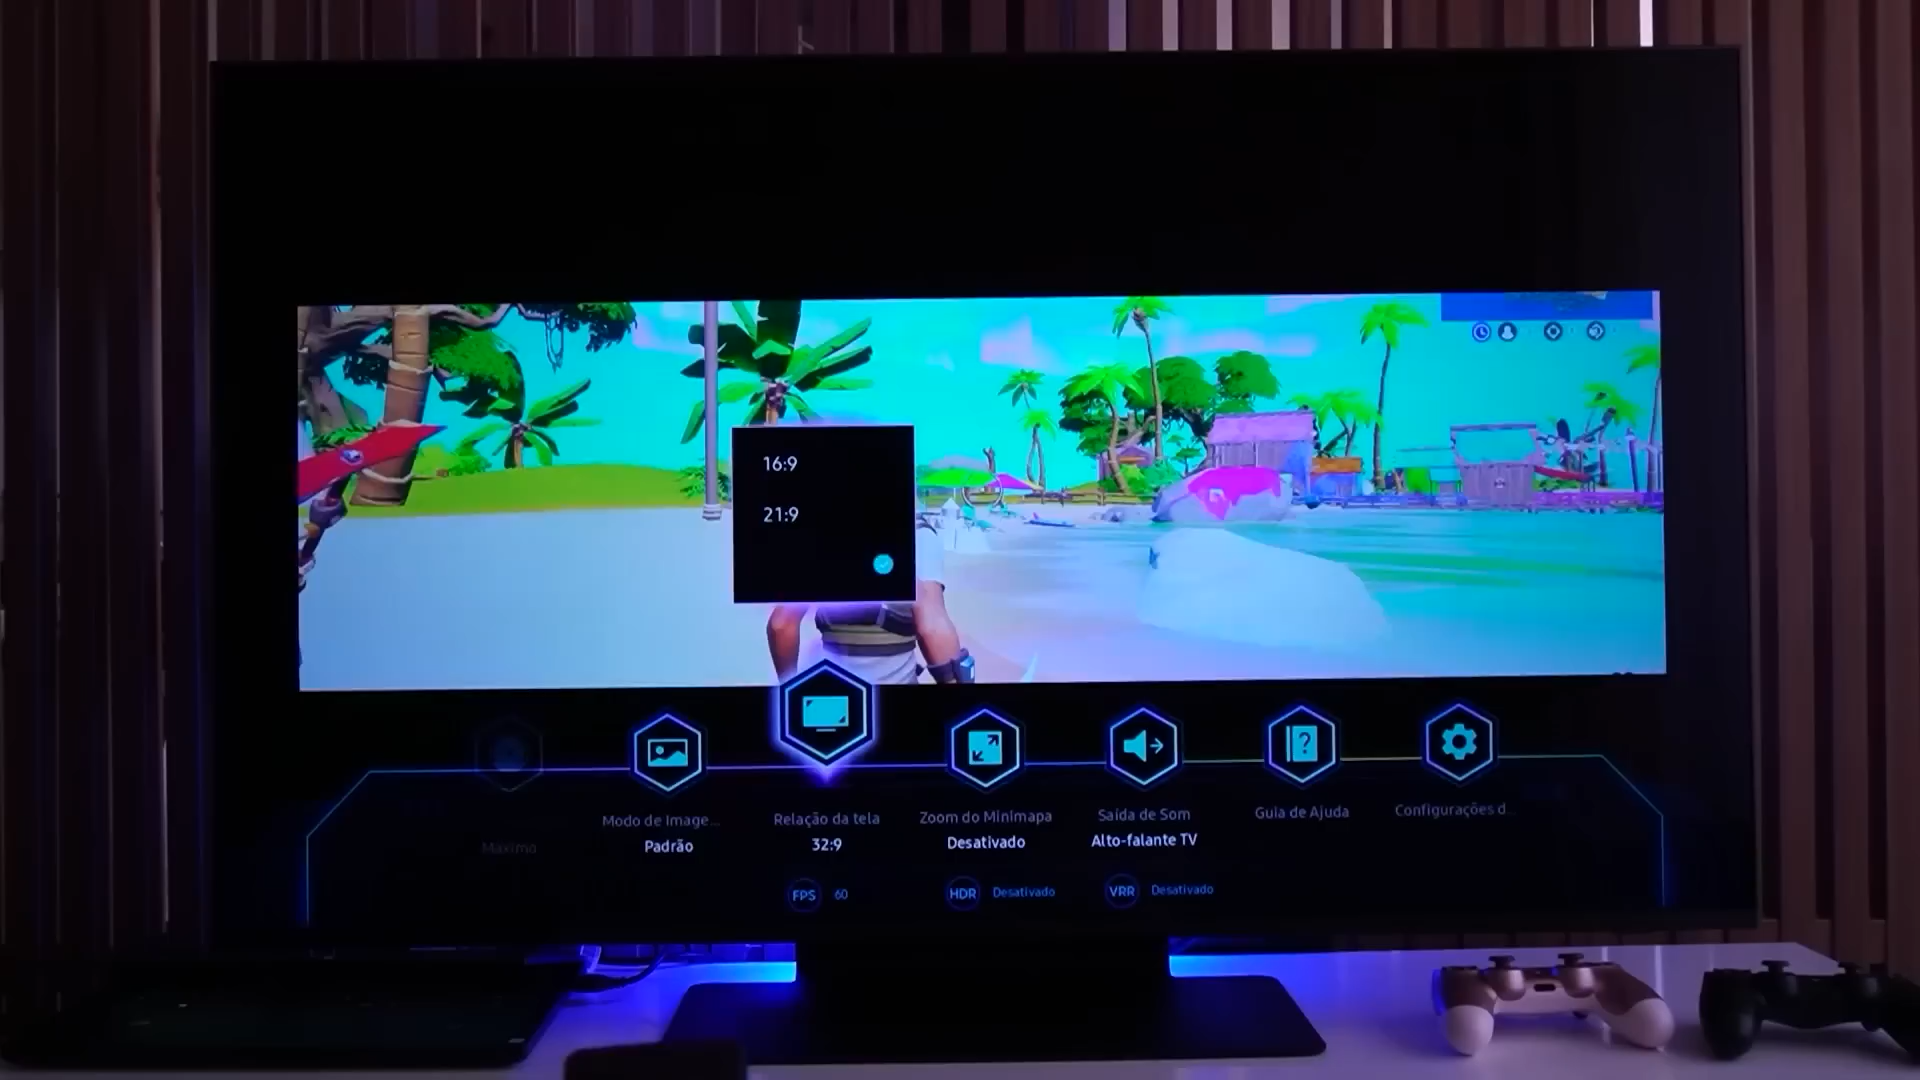 16:9
21:9
Máximo
Modo de Image...
Padrão
Relação da tela
32:9
Zoom do Minimapa
Desativado
Saída de Som
Alto-falante TV
Guia de Ajuda
Configurações d...
FPS 60
HDR Desativado
VRR Desativado